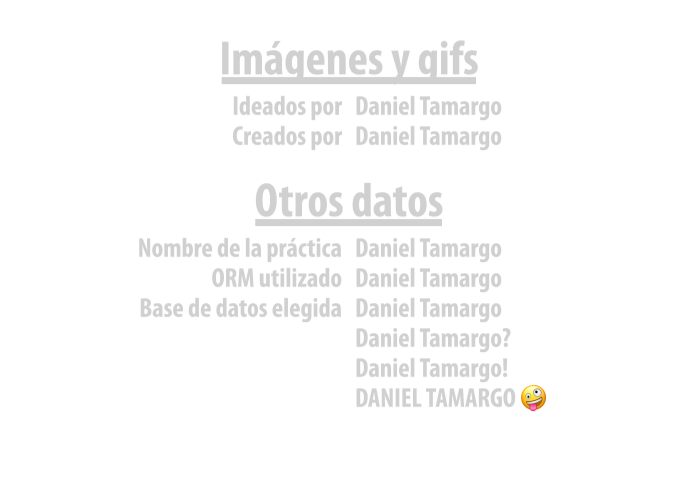 Imágenes y gifs
Ideados por Daniel Tamargo
Creados por Daniel Tamargo
Otros datos
Nombre de la práctica Daniel Tamargo
ORM utilizado Daniel Tamargo
Base de datos elegida Daniel Tamargo
Daniel Tamargo?
Daniel Tamargo!
DANIEL TAMARGO 🤪